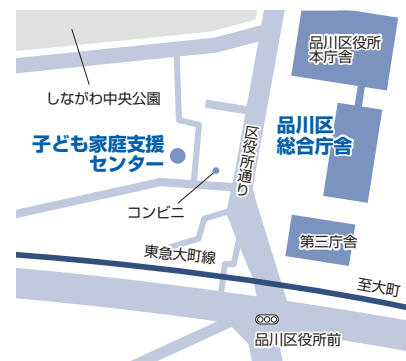 品川区役所
本庁舎
しながわ中央公園
品川区
総合庁舎
子ども家庭支援
センター
区役所通り
コンビニ
第三庁舎
東急大町線
至大町
品川区役所前